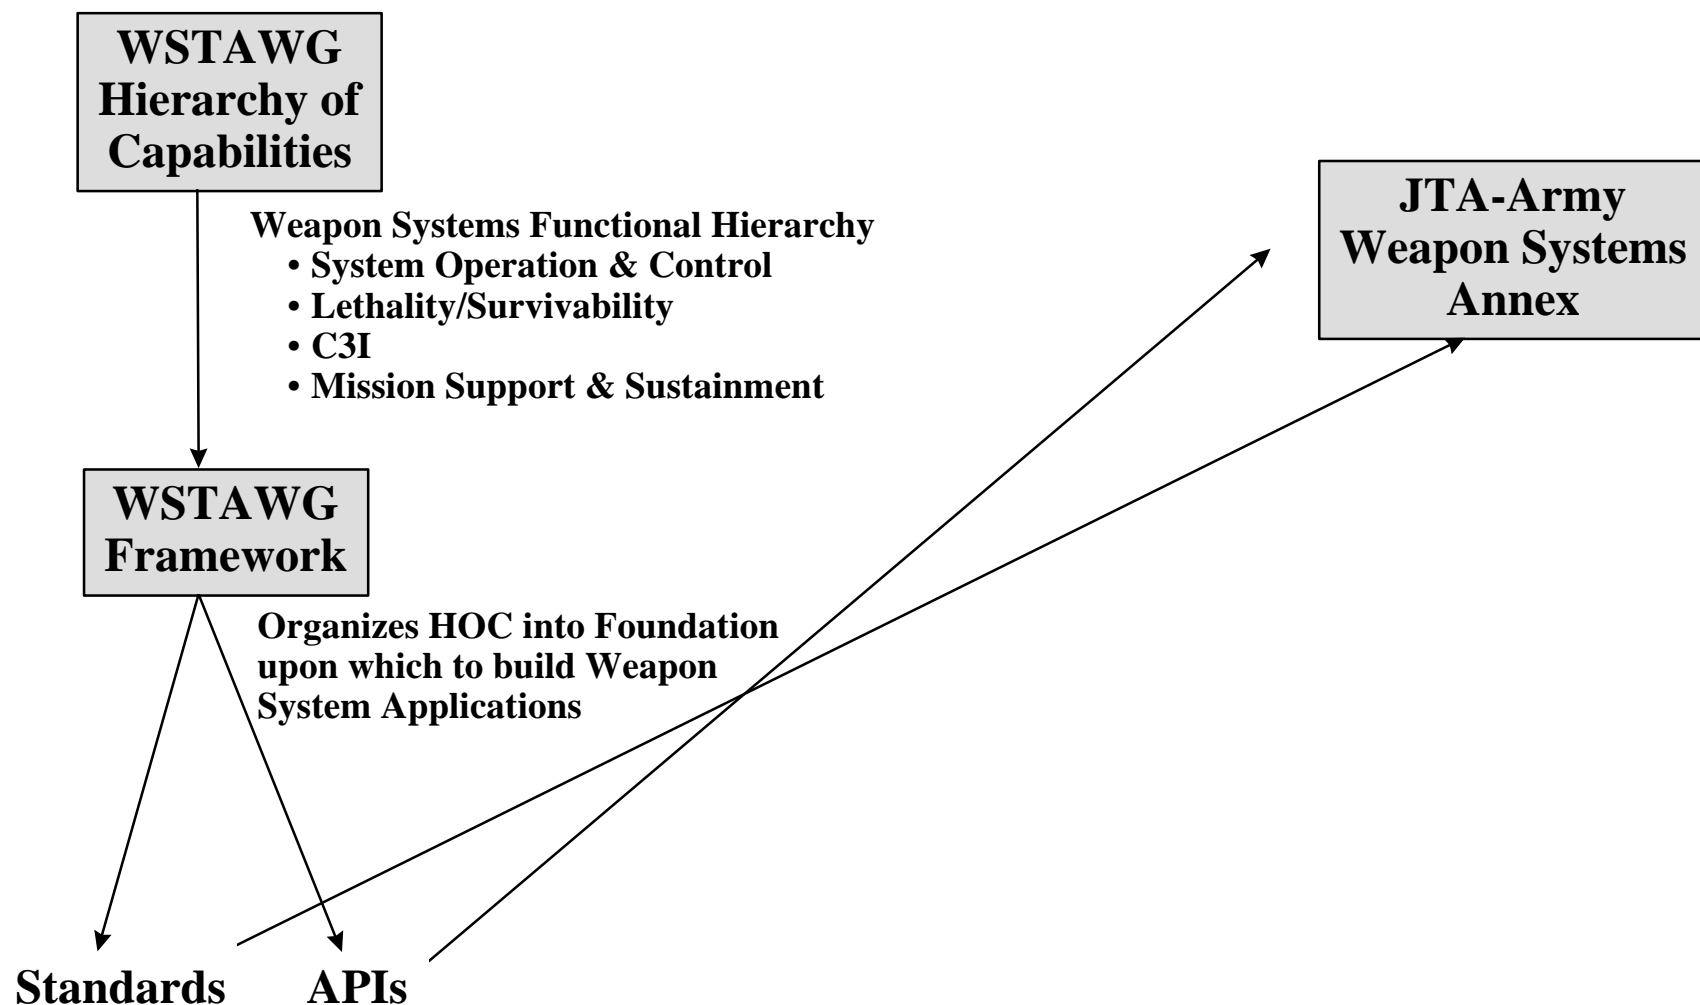 WSTAWG
Hierarchy of
Capabilities
Weapon Systems Functional Hierarchy
• System Operation & Control
• Lethality/Survivability
• C3I
• Mission Support & Sustainment
JTA-Army
Weapon Systems
Annex
WSTAWG
Framework
Organizes HOC into Foundation
upon which to build Weapon
System Applications
Standards
APIs